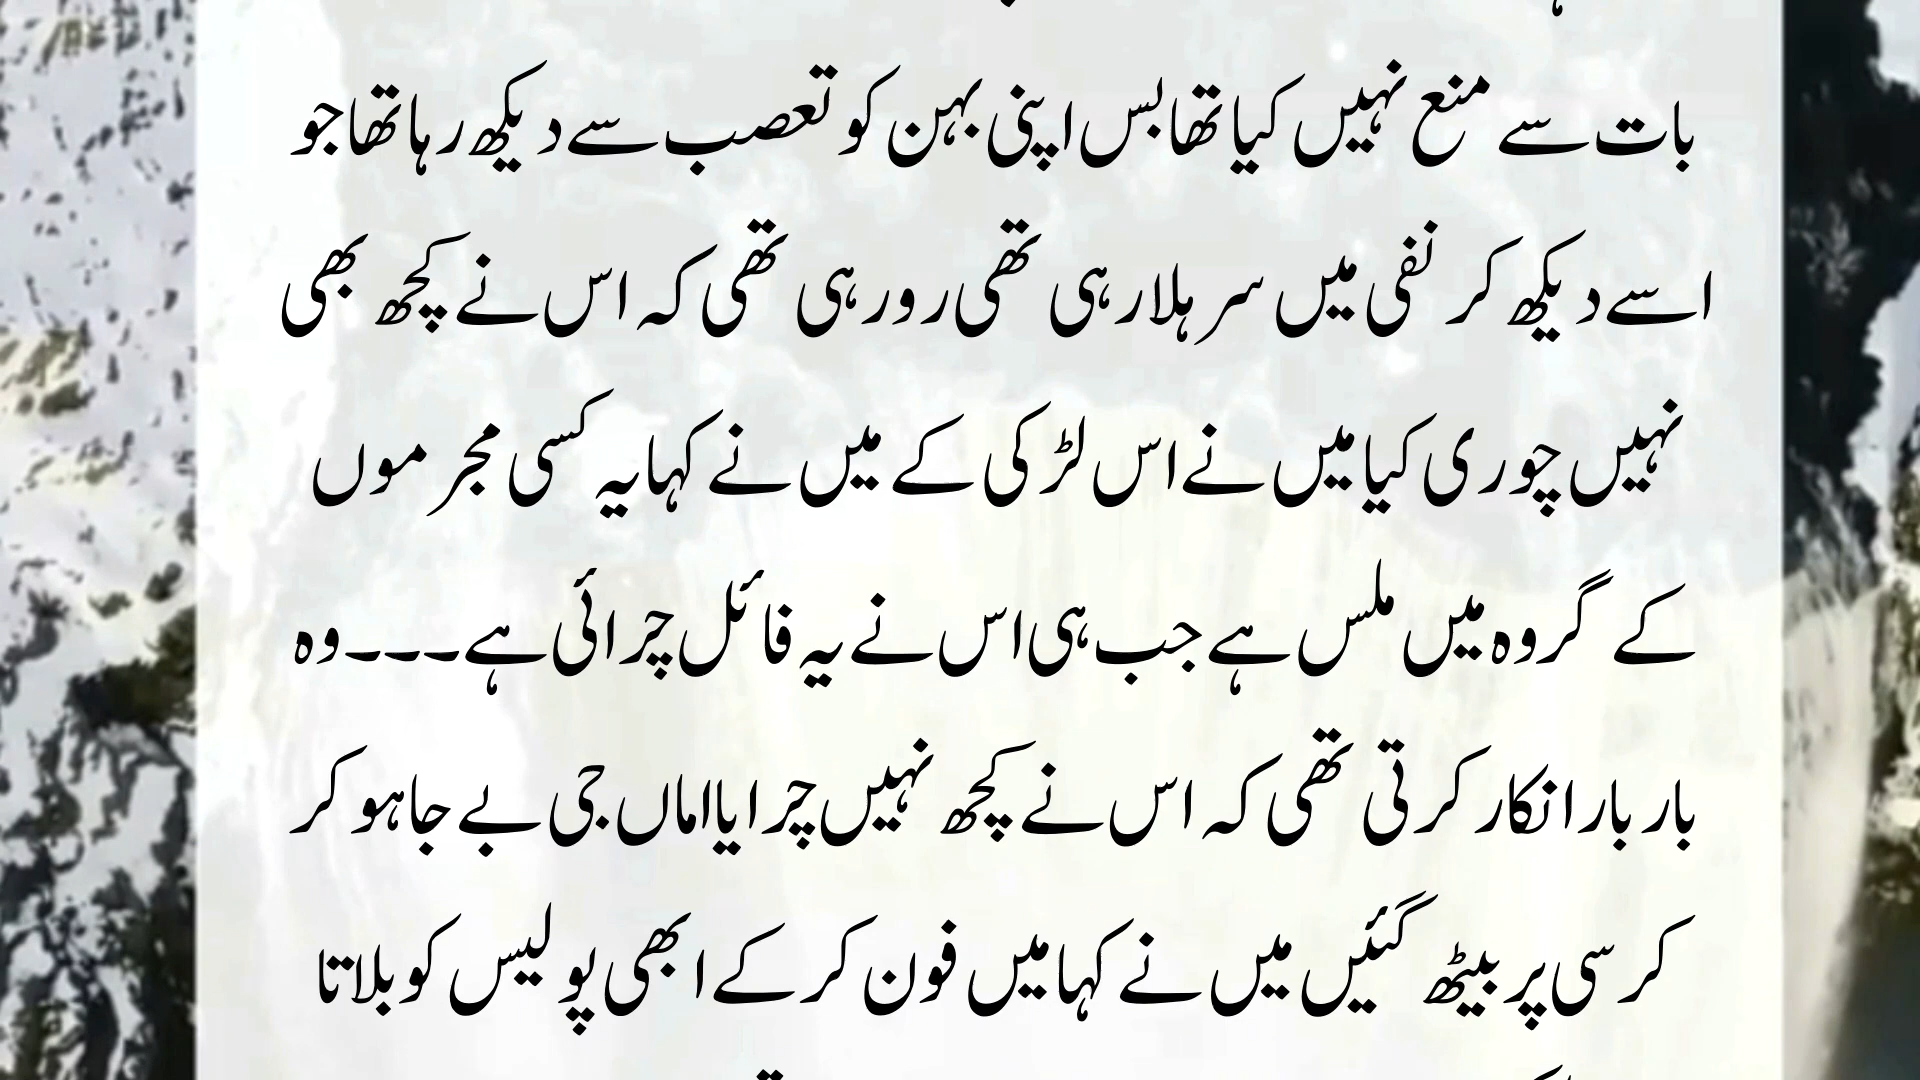 بات سے منع نہیں کیا تھا بس اپنی بہن کو تعصب سے دیکھ رہا تھا جو
اسے دیکھ کر نفی میں سر ہلا رہی تھی رو رہی تھی کہ اس نے کچھ بھی
نہیں چوری کیا میں نے اس لڑکی کے میں نے کہا یہ کسی مجرموں
کے گروہ میں ملس ہے جب ہی اس نے یہ فائل چرائی ہے۔۔۔ وہ
بار بار انکار کرتی تھی کہ اس نے کچھ نہیں چرایا اماں جی بے جا ہو کر
کرسی پر بیٹھ گئیں میں نے کہا میں فون کر کے ابھی پولیس کو بلاتا